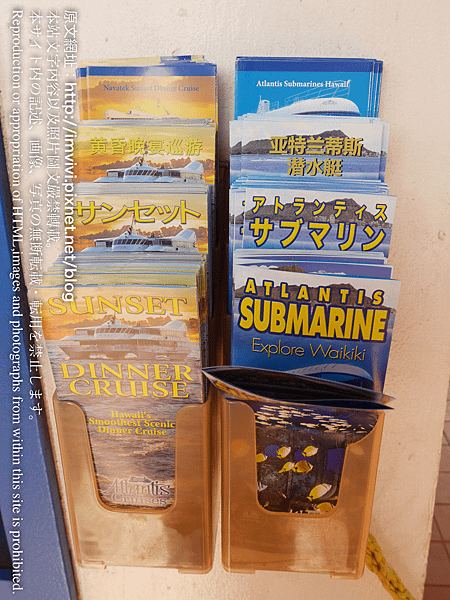 原文網址：http://mvivi.pixnet.net/blog
本站文字內容以及照片圖文嚴禁轉載
本サイト内の記述、画像、写真の無断転載・転用を禁止します。
Reproduction or appropriation of HTML,images and photographs from within this site is prohibited.
Navatek Sunset Dinner Cruise
黄昏晚宴巡游
サンセット
SUNSET
DINNER
CRUISE
Hawaii's
Smoothest Scenic
Dinner Cruise
Atlantis
Cruises
Atlantis Submarines Hawaii
亚特兰蒂斯
潜水艇
アトランティス
サブマリン
ATLANTIS
SUBMARINE
Explore Waikiki